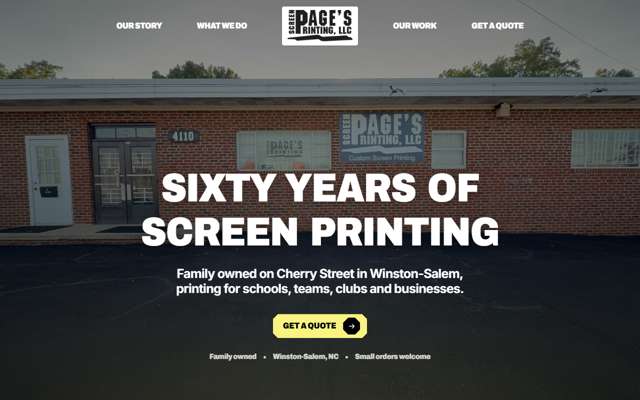 OUR STORY
WHAT WE DO
SCREEN PAGE'S PRINTING, LLC
OUR WORK
GET A QUOTE
4110
SCREEN PAGE'S PRINTING, LLC
Custom Screen Printing
SIXTY YEARS OF
SCREEN PRINTING
Family owned on Cherry Street in Winston-Salem,
printing for schools, teams, clubs and businesses.
GET A QUOTE
Family owned • Winston-Salem, NC • Small orders welcome